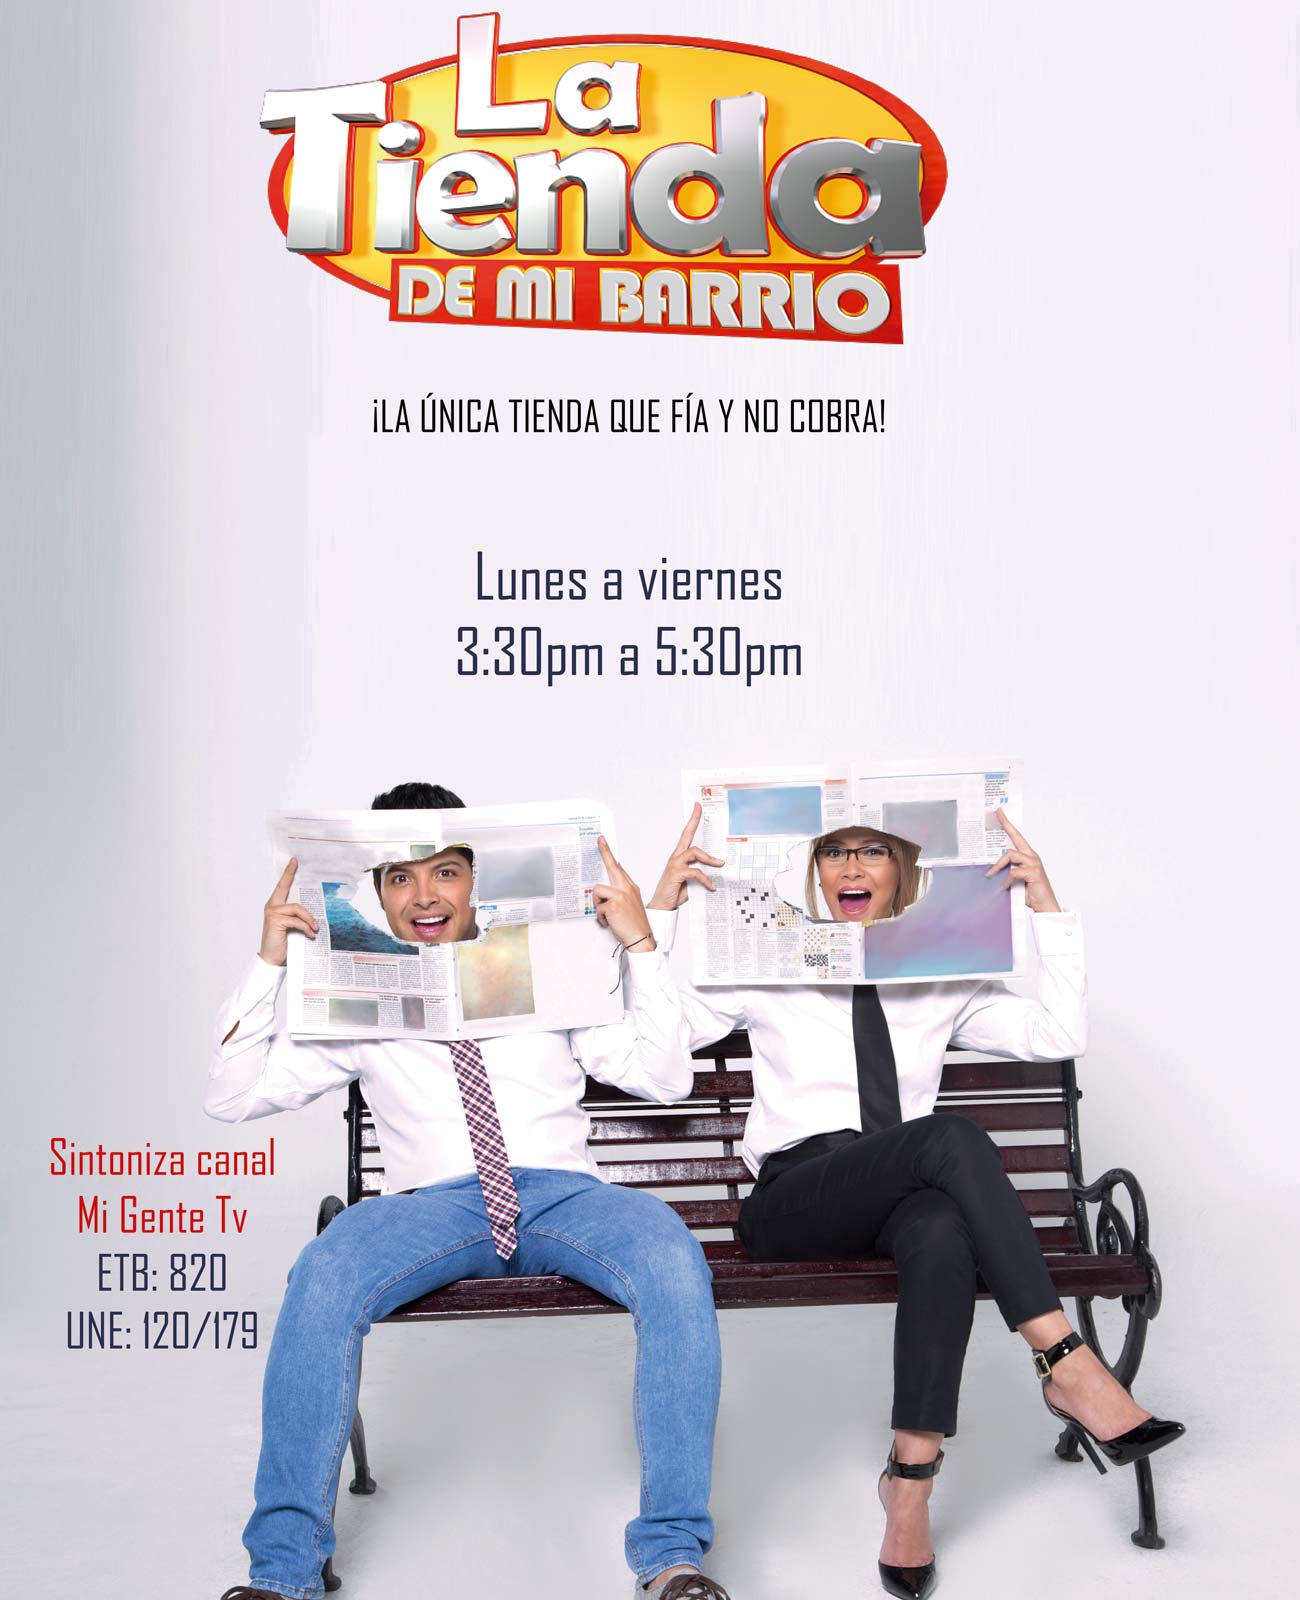 La
Tienda
DE MI BARRIO
¡LA ÚNICA TIENDA QUE FÍA Y NO COBRA!
Lunes a viernes
3:30pm a 5:30pm
Sintoniza canal
Mi Gente Tv
ETB: 820
UNE: 120/179